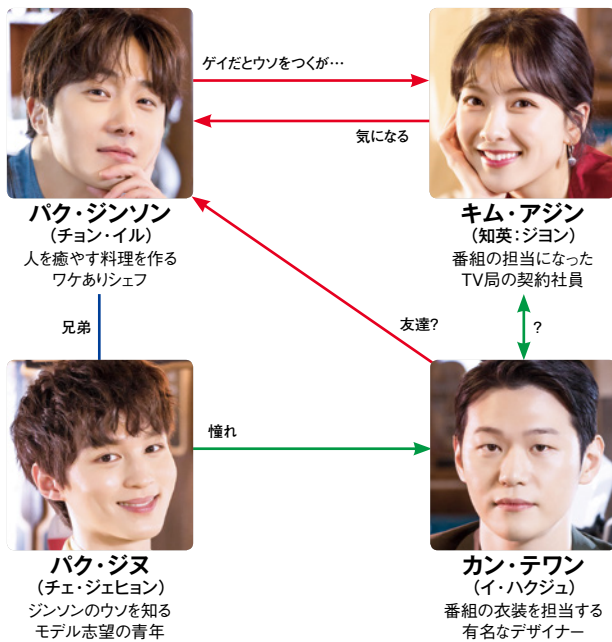 ゲイだとウソをつくが…
気になる
パク・ジンソン
(チョン・イル)
人を癒やす料理を作る
ワケありシェフ
キム・アジン
(知英:ジヨン)
番組の担当になった
TV局の契約社員
兄弟
友達?
?
憧れ
パク・ジヌ
(チェ・ジェヒョン)
ジンソンのウソを知る
モデル志望の青年
カン・テワン
(イ・ハクジュ)
番組の衣装を担当する
有名なデザイナー